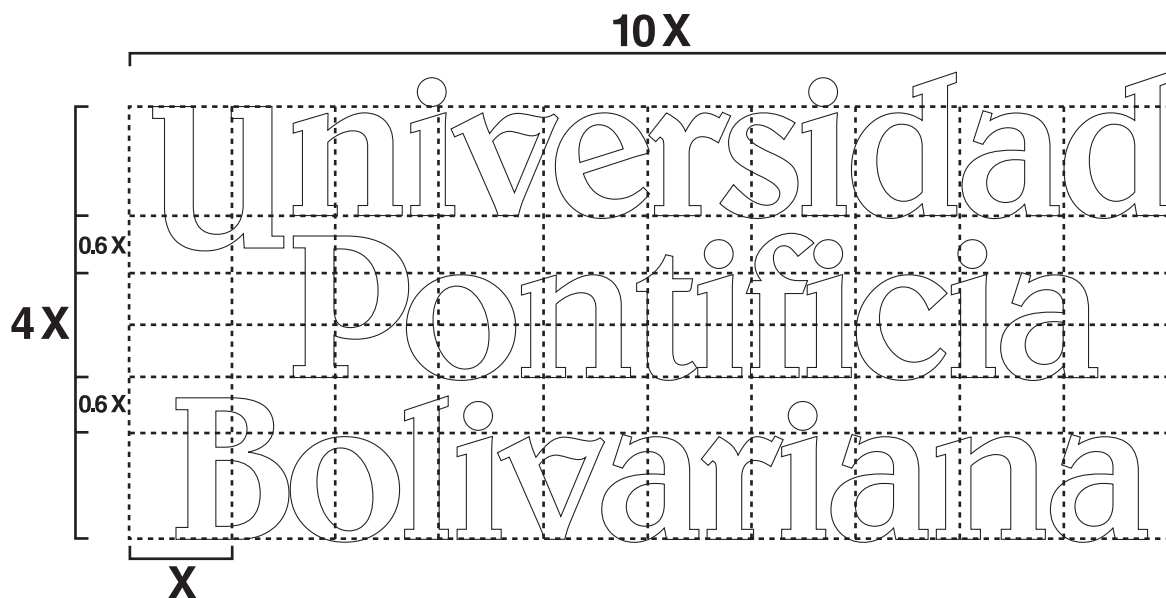 10 X
universidad
0.6 X
Pontificia
4 X
0.6 X
Bolivariana
X